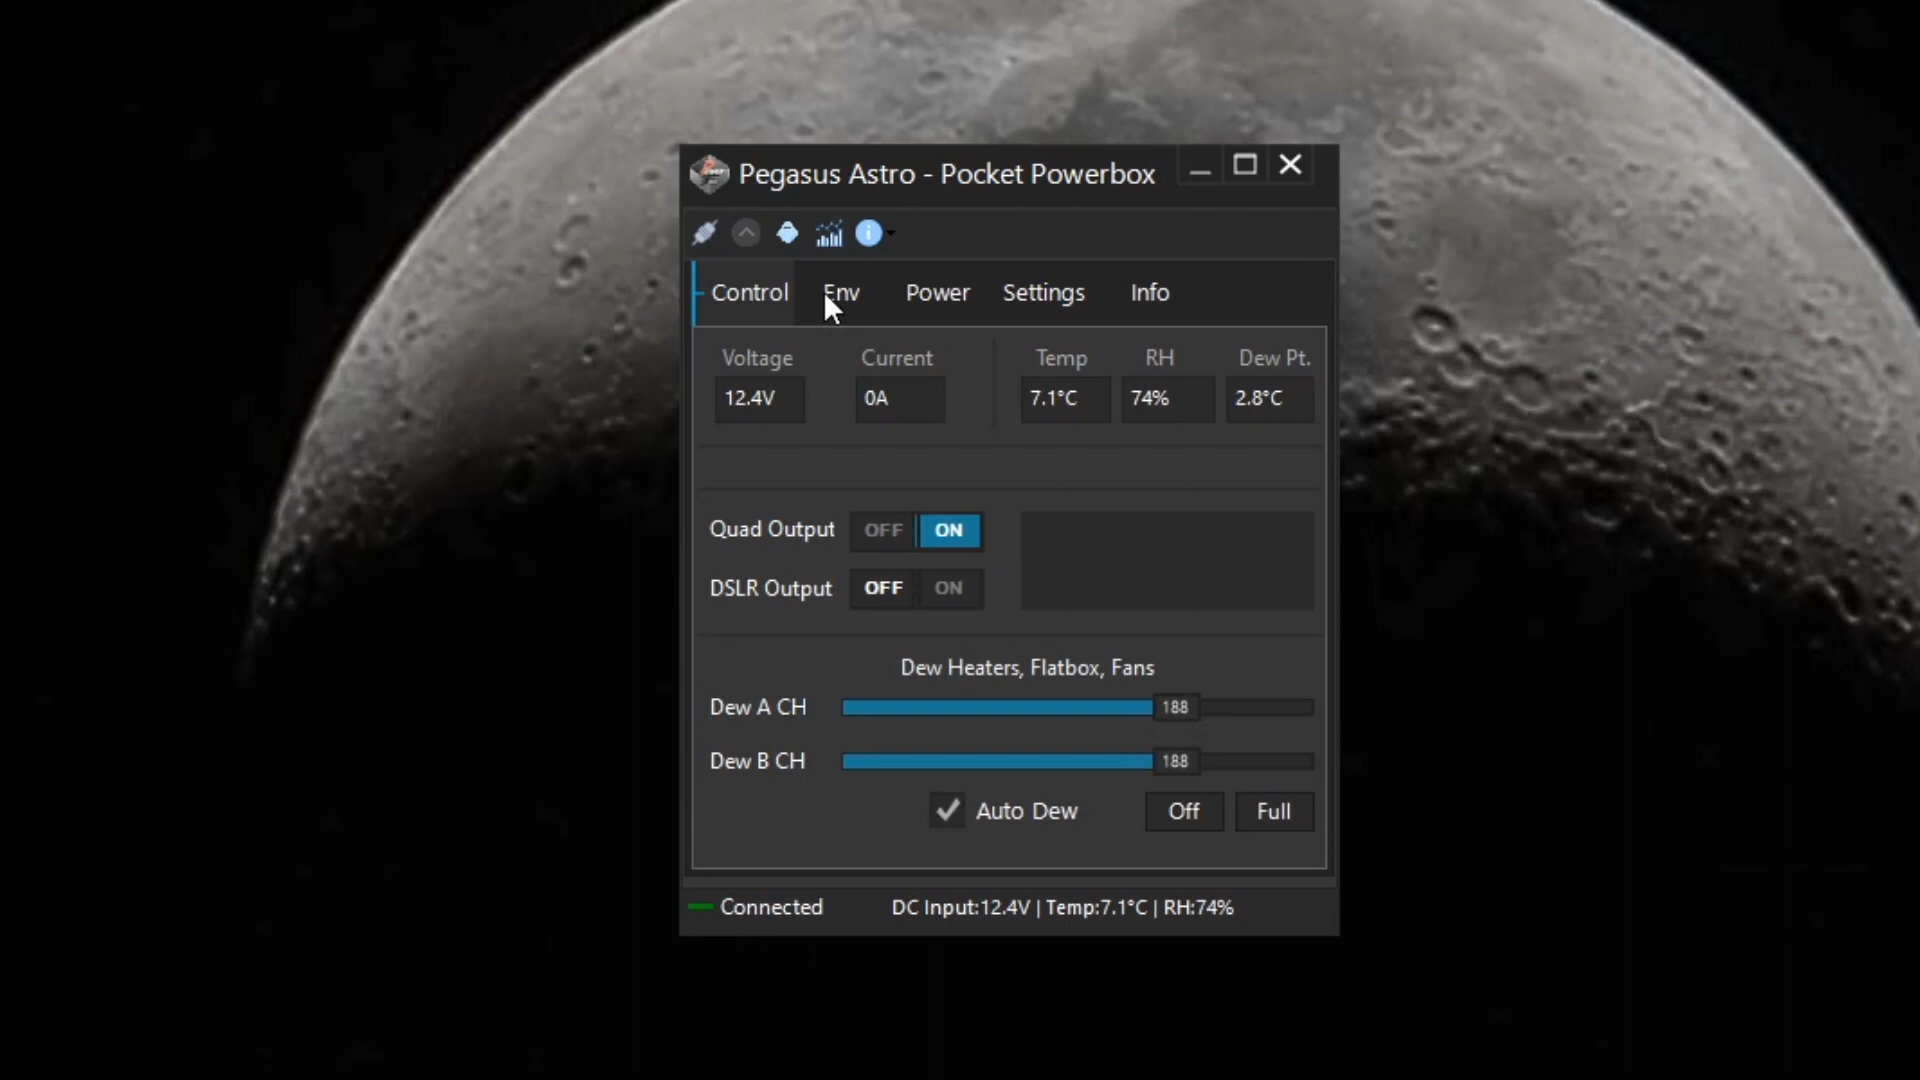 Pegasus Astro - Pocket Powerbox
Control Env Power Settings Info
Voltage Current Temp RH Dew Pt.
12.4V 0A 7.1°C 74% 2.8°C
Quad Output OFF ON
DSLR Output OFF ON
Dew Heaters, Flatbox, Fans
Dew A CH 188
Dew B CH 188
Auto Dew Off Full
Connected DC Input:12.4V | Temp:7.1°C | RH:74%